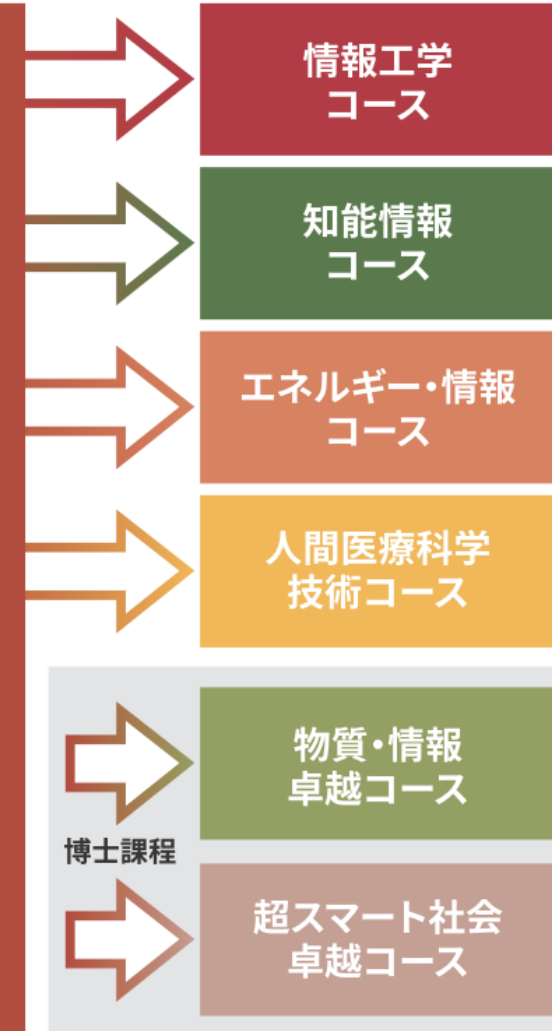 情報工学
コース
知能情報
コース
エネルギー・情報
コース
人間医療科学
技術コース
物質・情報
卓越コース
博士課程
超スマート社会
卓越コース